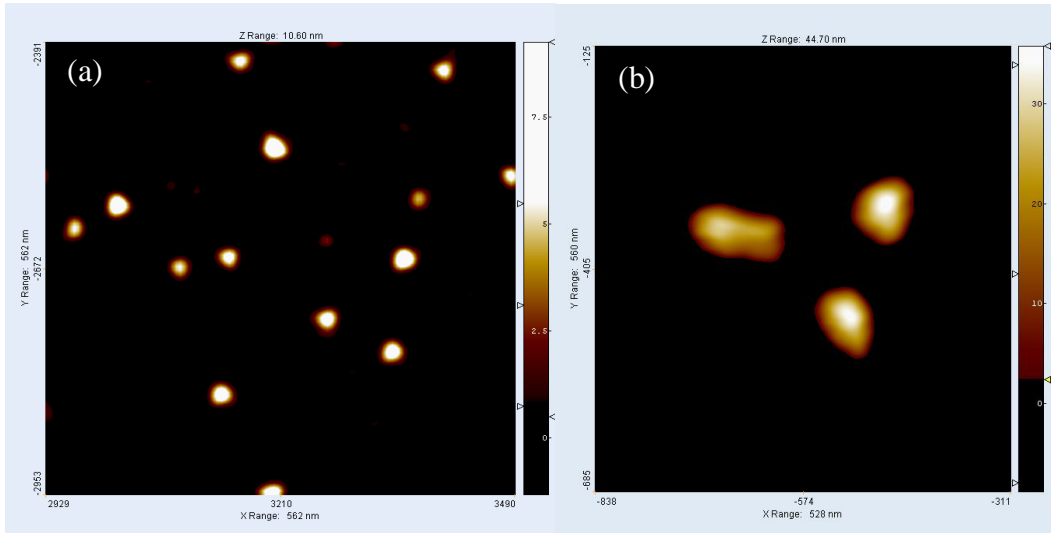 Z Range: 10.60 nm
(a)
-2391
-2672
-2953
Y Range: 562 nm
7.5
5
2.5
0
2929
3210
3490
X Range: 562 nm
Z Range: 44.70 nm
(b)
-125
-405
-685
Y Range: 560 nm
30
20
10
0
-838
-574
-311
X Range: 528 nm